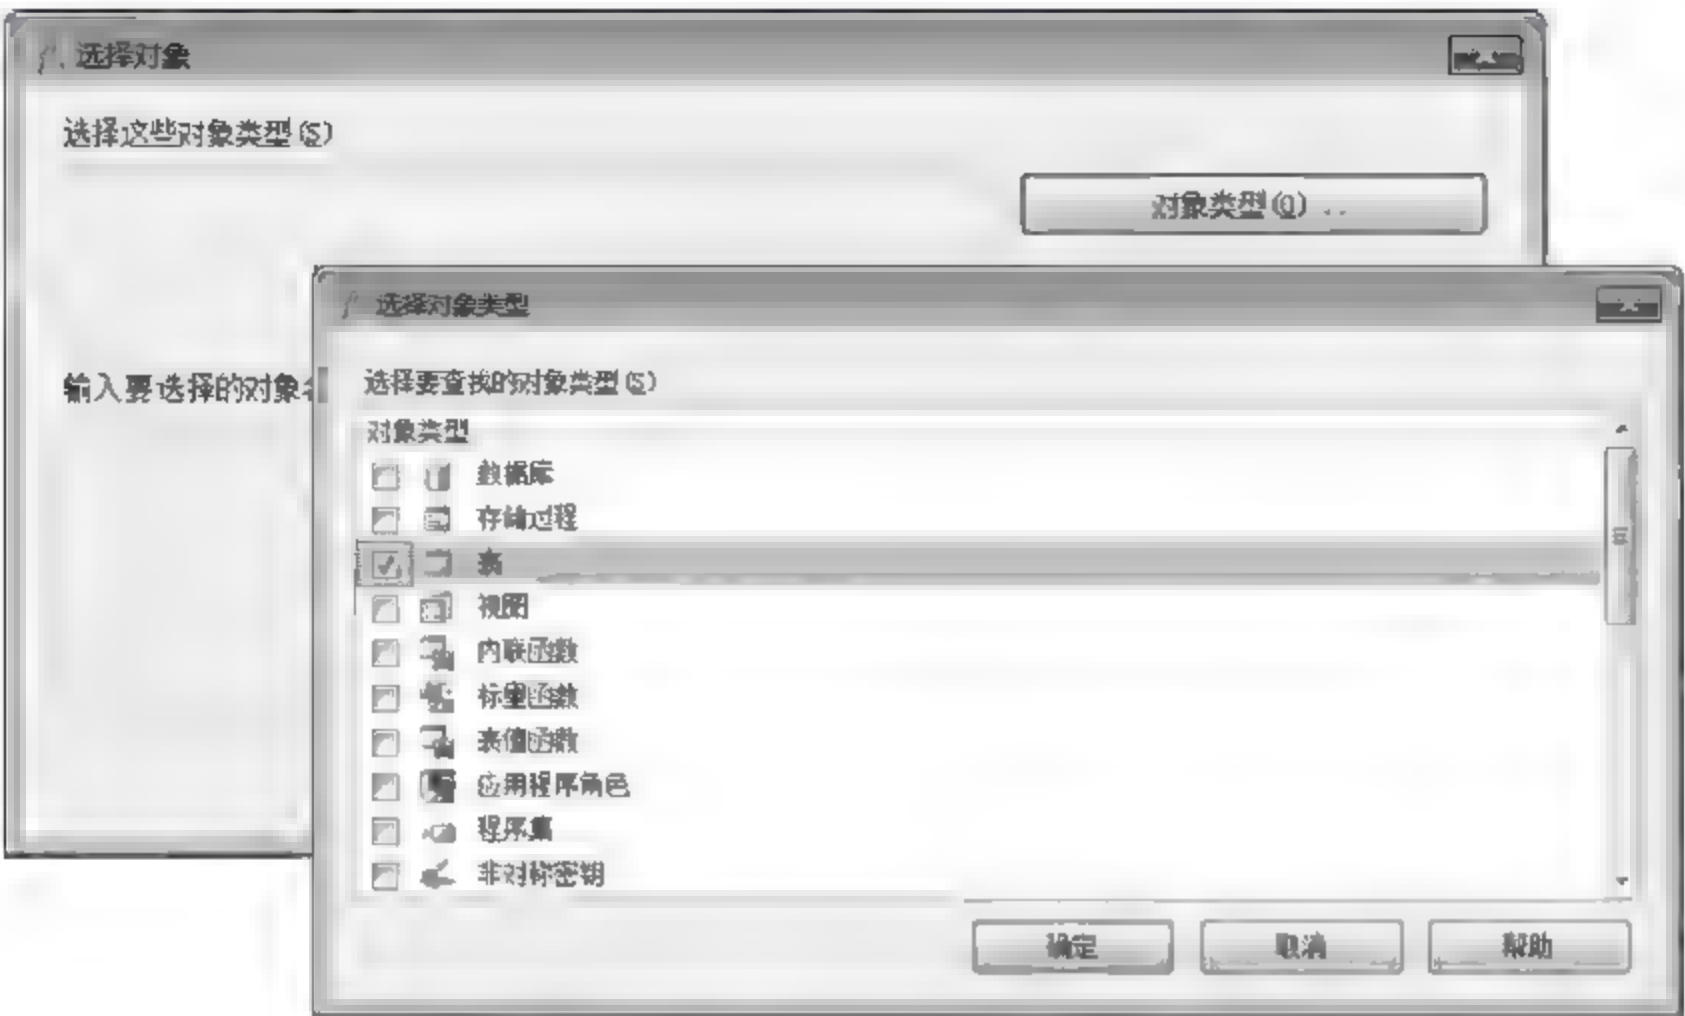 选择对象
选择这些对象类型(S)
对象类型(O)...
选择对象类型
输入要选择的对象名
选择要查找的对象类型(S)
对象类型
数据库
存储过程
表
视图
内联函数
标量函数
表值函数
应用程序角色
程序集
非对称密钥
确定
取消
帮助